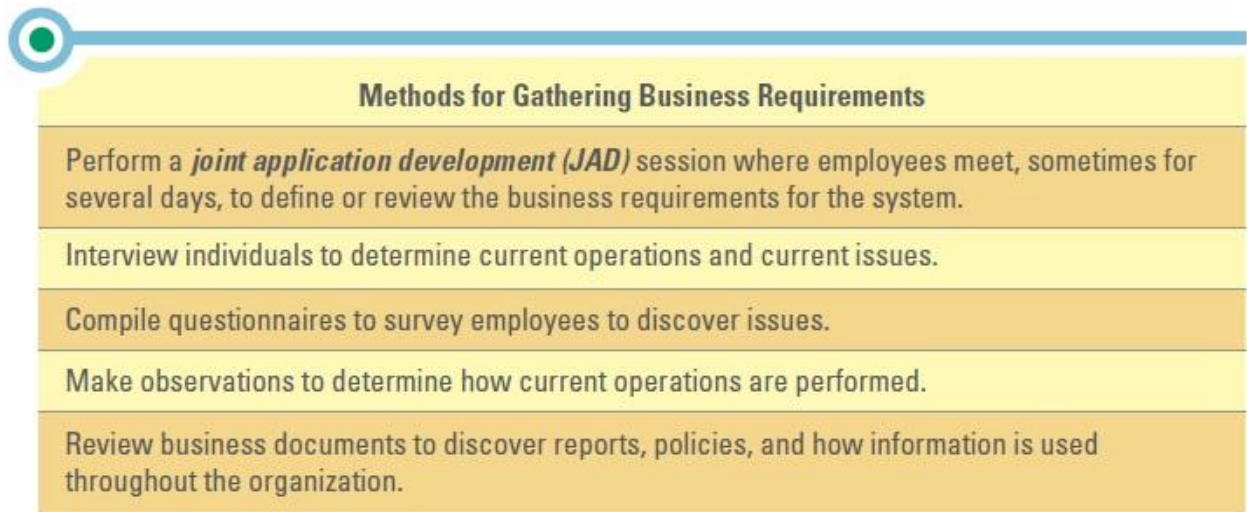 Methods for Gathering Business Requirements
Perform a joint application development (JAD) session where employees meet, sometimes for
several days, to define or review the business requirements for the system.
Interview individuals to determine current operations and current issues.
Compile questionnaires to survey employees to discover issues.
Make observations to determine how current operations are performed.
Review business documents to discover reports, policies, and how information is used
throughout the organization.